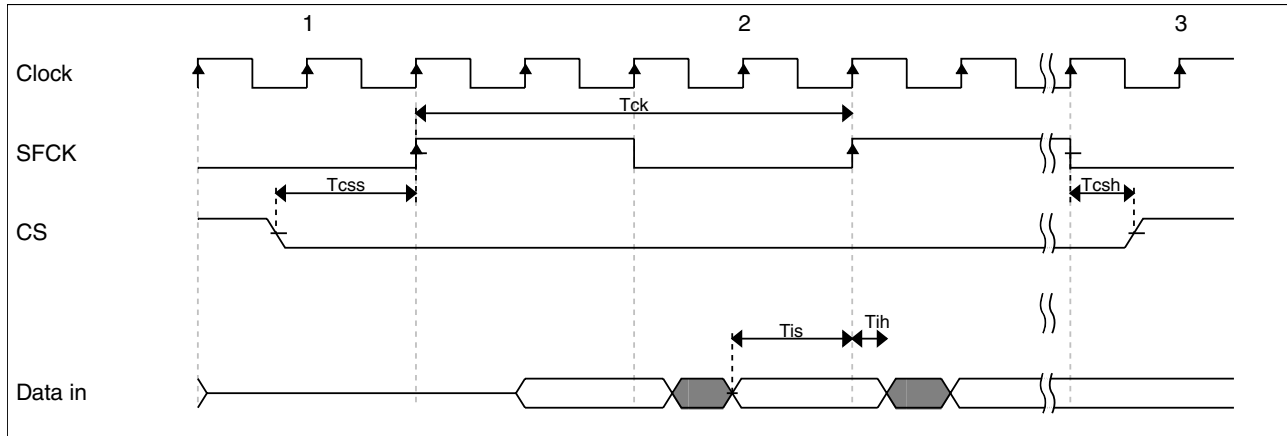 1 2 3
Clock
Tck
SFCK
Tcss Tcsh
CS
Tis Tih
Data in